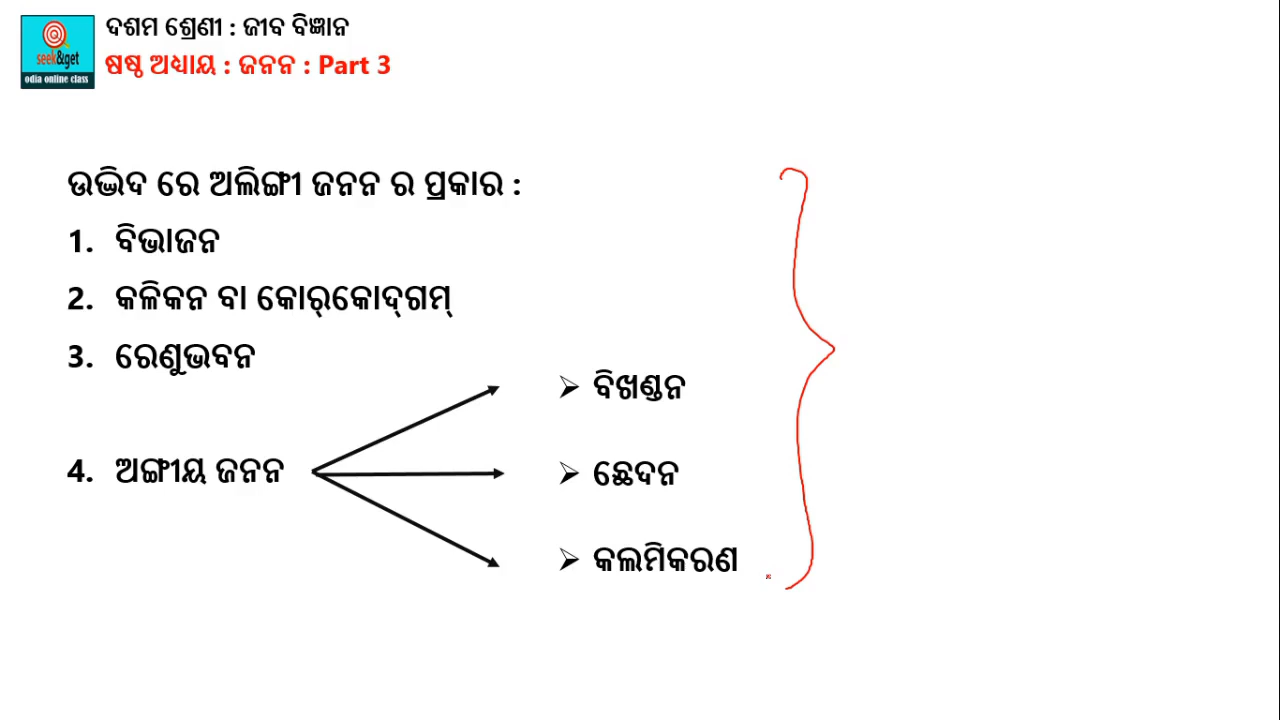 seek&get
odia online class
ଦଶମ ଶ୍ରେଣୀ : ଜୀବ ବିଜ୍ଞାନ
ଷଷ୍ଠ ଅଧ୍ୟାୟ : ଜନନ : Part 3
ଉଦ୍ଭିଦ ରେ ଅଲିଙ୍ଗୀ ଜନନ ର ପ୍ରକାର :
1. ବିଭାଜନ
2. କଳିକନ ବା କୋର୍‌କୋଦ୍‌ଗମ୍
3. ରେଣୁଭବନ
➢ ବିଖଣ୍ଡନ
4. ଅଙ୍ଗୀୟ ଜନନ
➢ ଛେଦନ
➢ କଲମିକରଣ